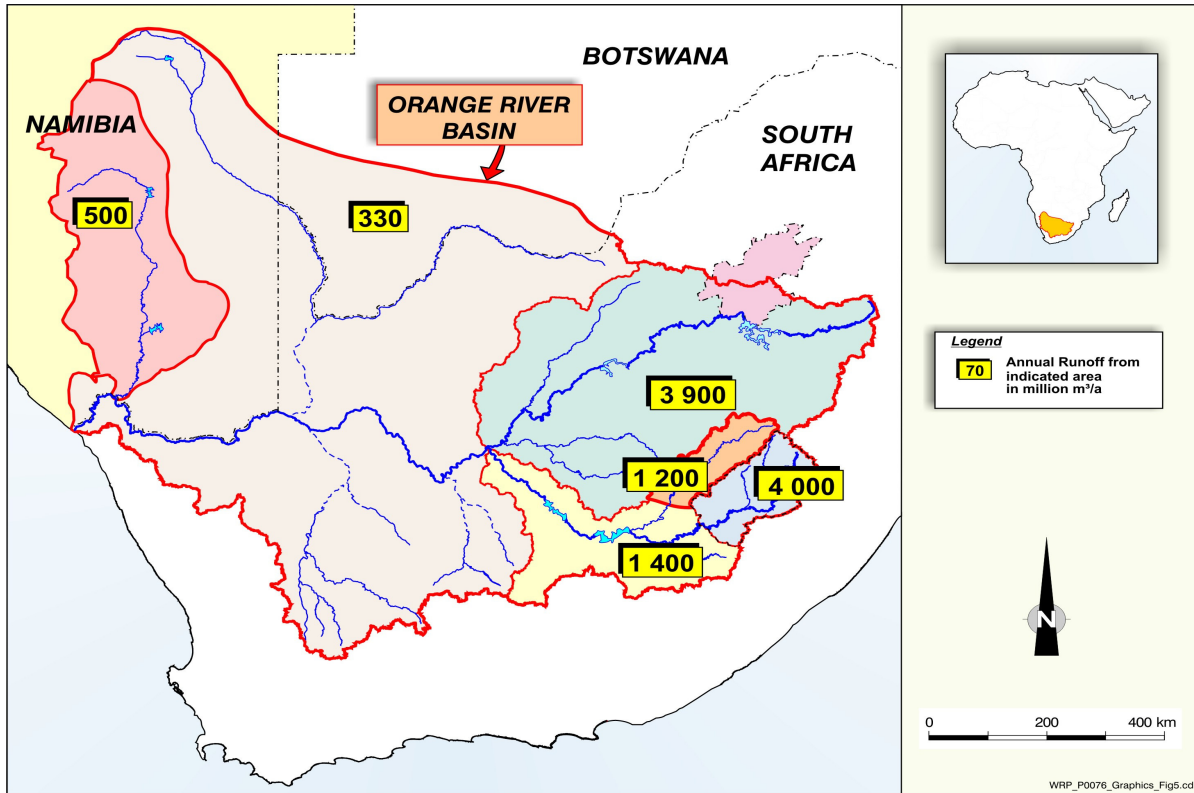 BOTSWANA
ORANGE RIVER
BASIN
SOUTH
AFRICA
NAMIBIA
500
330
3 900
1 200
4 000
1 400
Legend
70
Annual Runoff from
indicated area
in million m³/a
N
0 200 400 km
WRP_P0076_Graphics_Fig5.cd